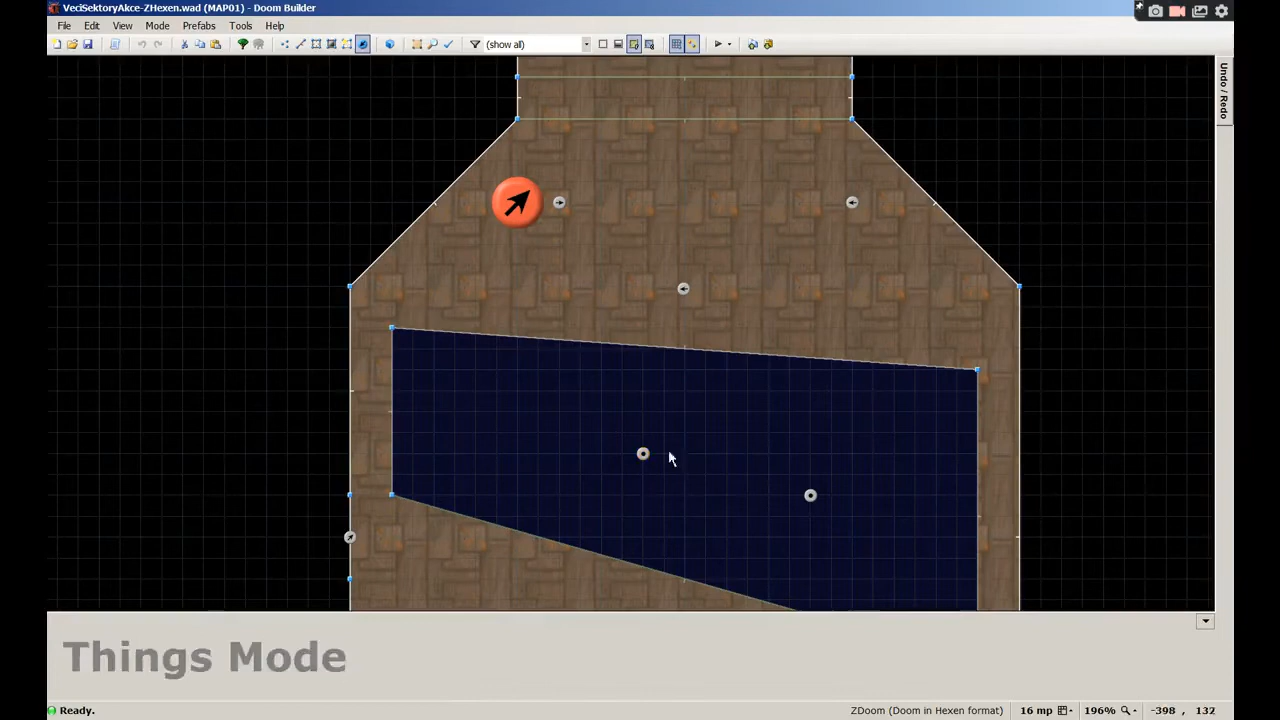 VeciSektoryAkce-ZHexen.wad (MAP01) - Doom Builder
File Edit View Mode Prefabs Tools Help
(show all)
Undo / Redo
Things Mode
Ready. ZDoom (Doom in Hexen format) 16 mp 196% -398 , 132